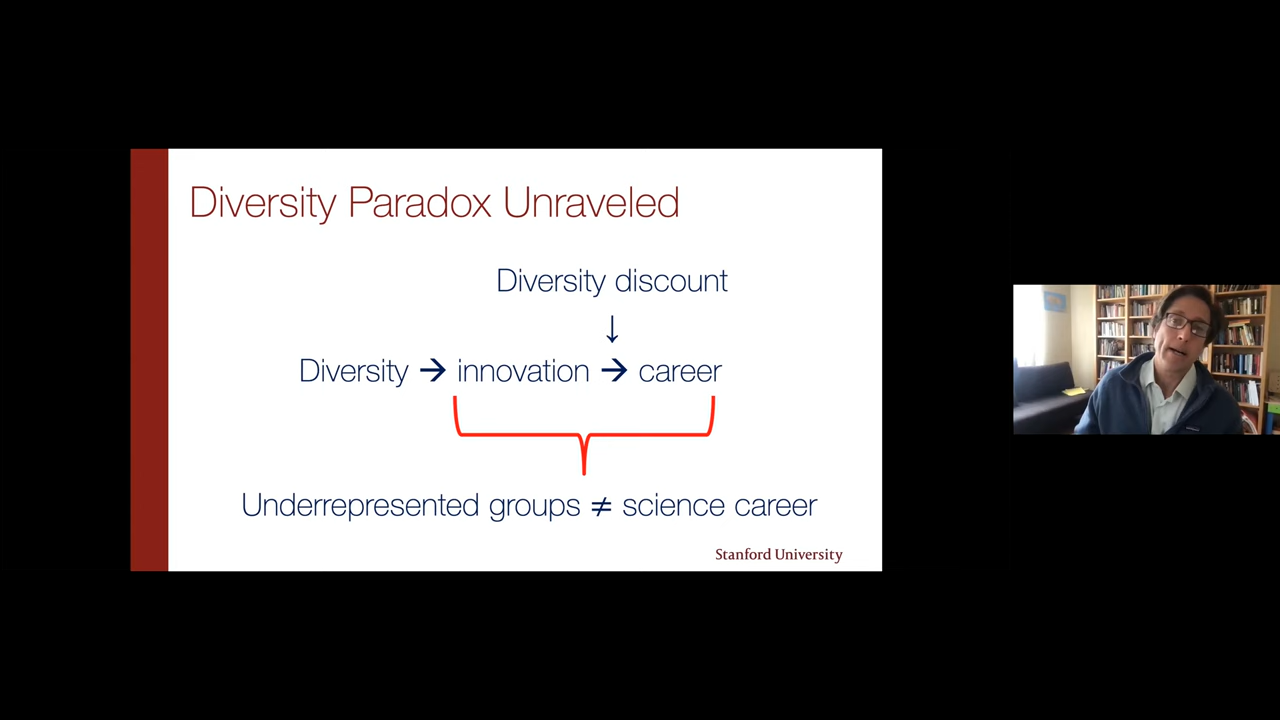 Diversity Paradox Unraveled
Diversity discount
↓
Diversity → innovation → career
Underrepresented groups ≠ science career
Stanford University